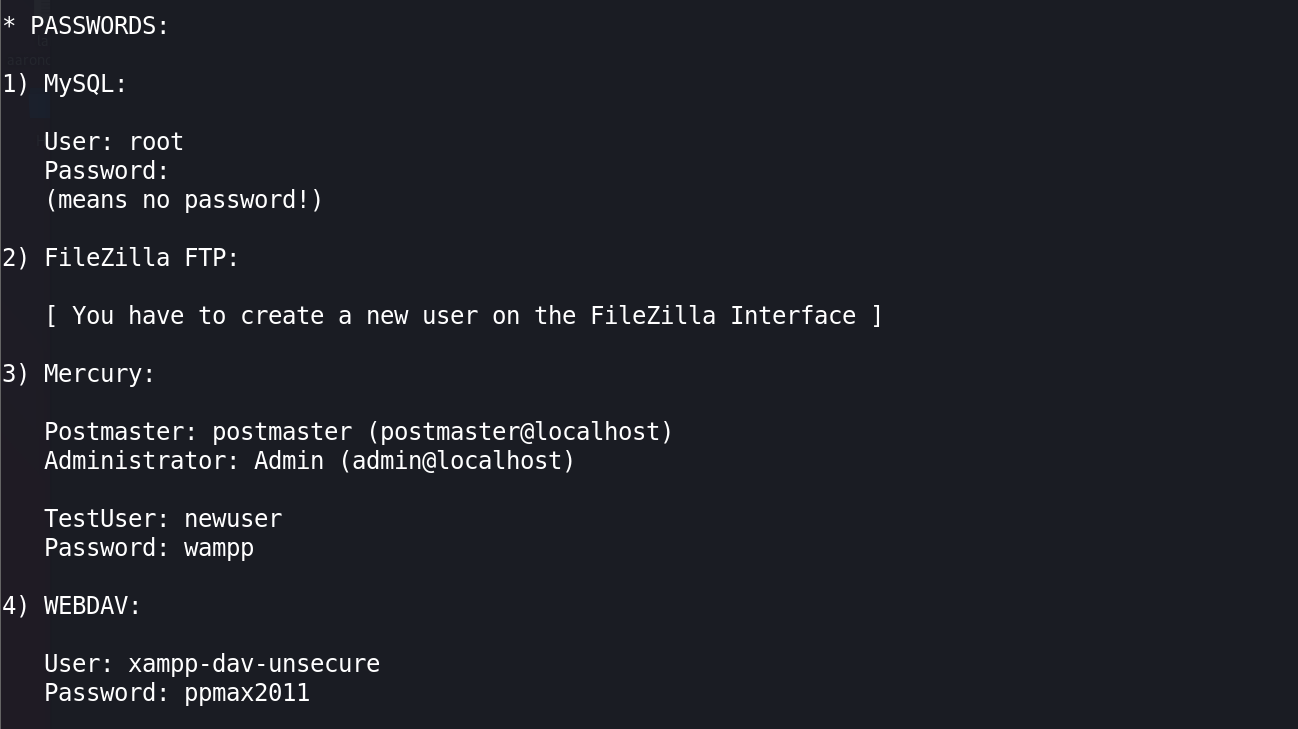 * PASSWORDS:
1) MySQL:
User: root
Password:
(means no password!)
2) FileZilla FTP:
[ You have to create a new user on the FileZilla Interface ]
3) Mercury:
Postmaster: postmaster (postmaster@localhost)
Administrator: Admin (admin@localhost)
TestUser: newuser
Password: wampp
4) WEBDAV:
User: xampp-dav-unsecure
Password: ppmax2011